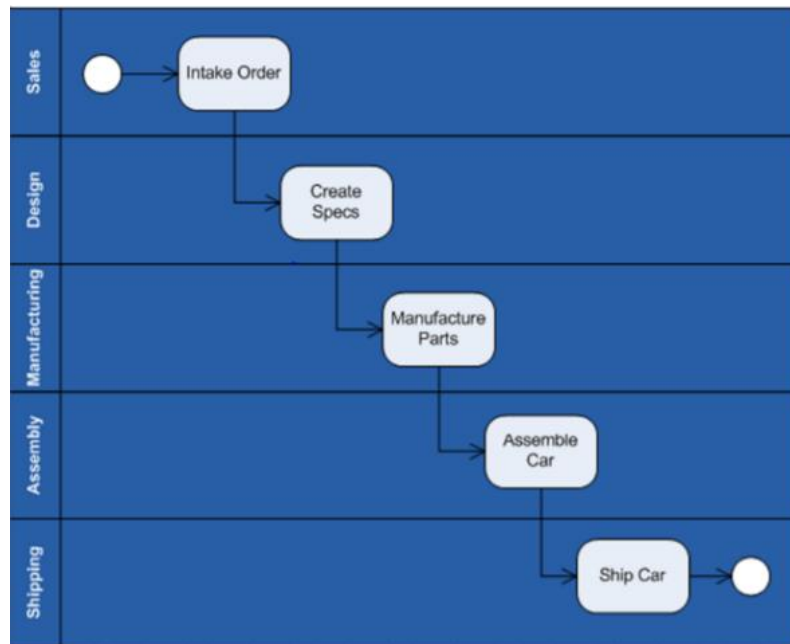 Sales
Intake Order
Design
Create
Specs
Manufacturing
Manufacture
Parts
Assembly
Assemble
Car
Shipping
Ship Car